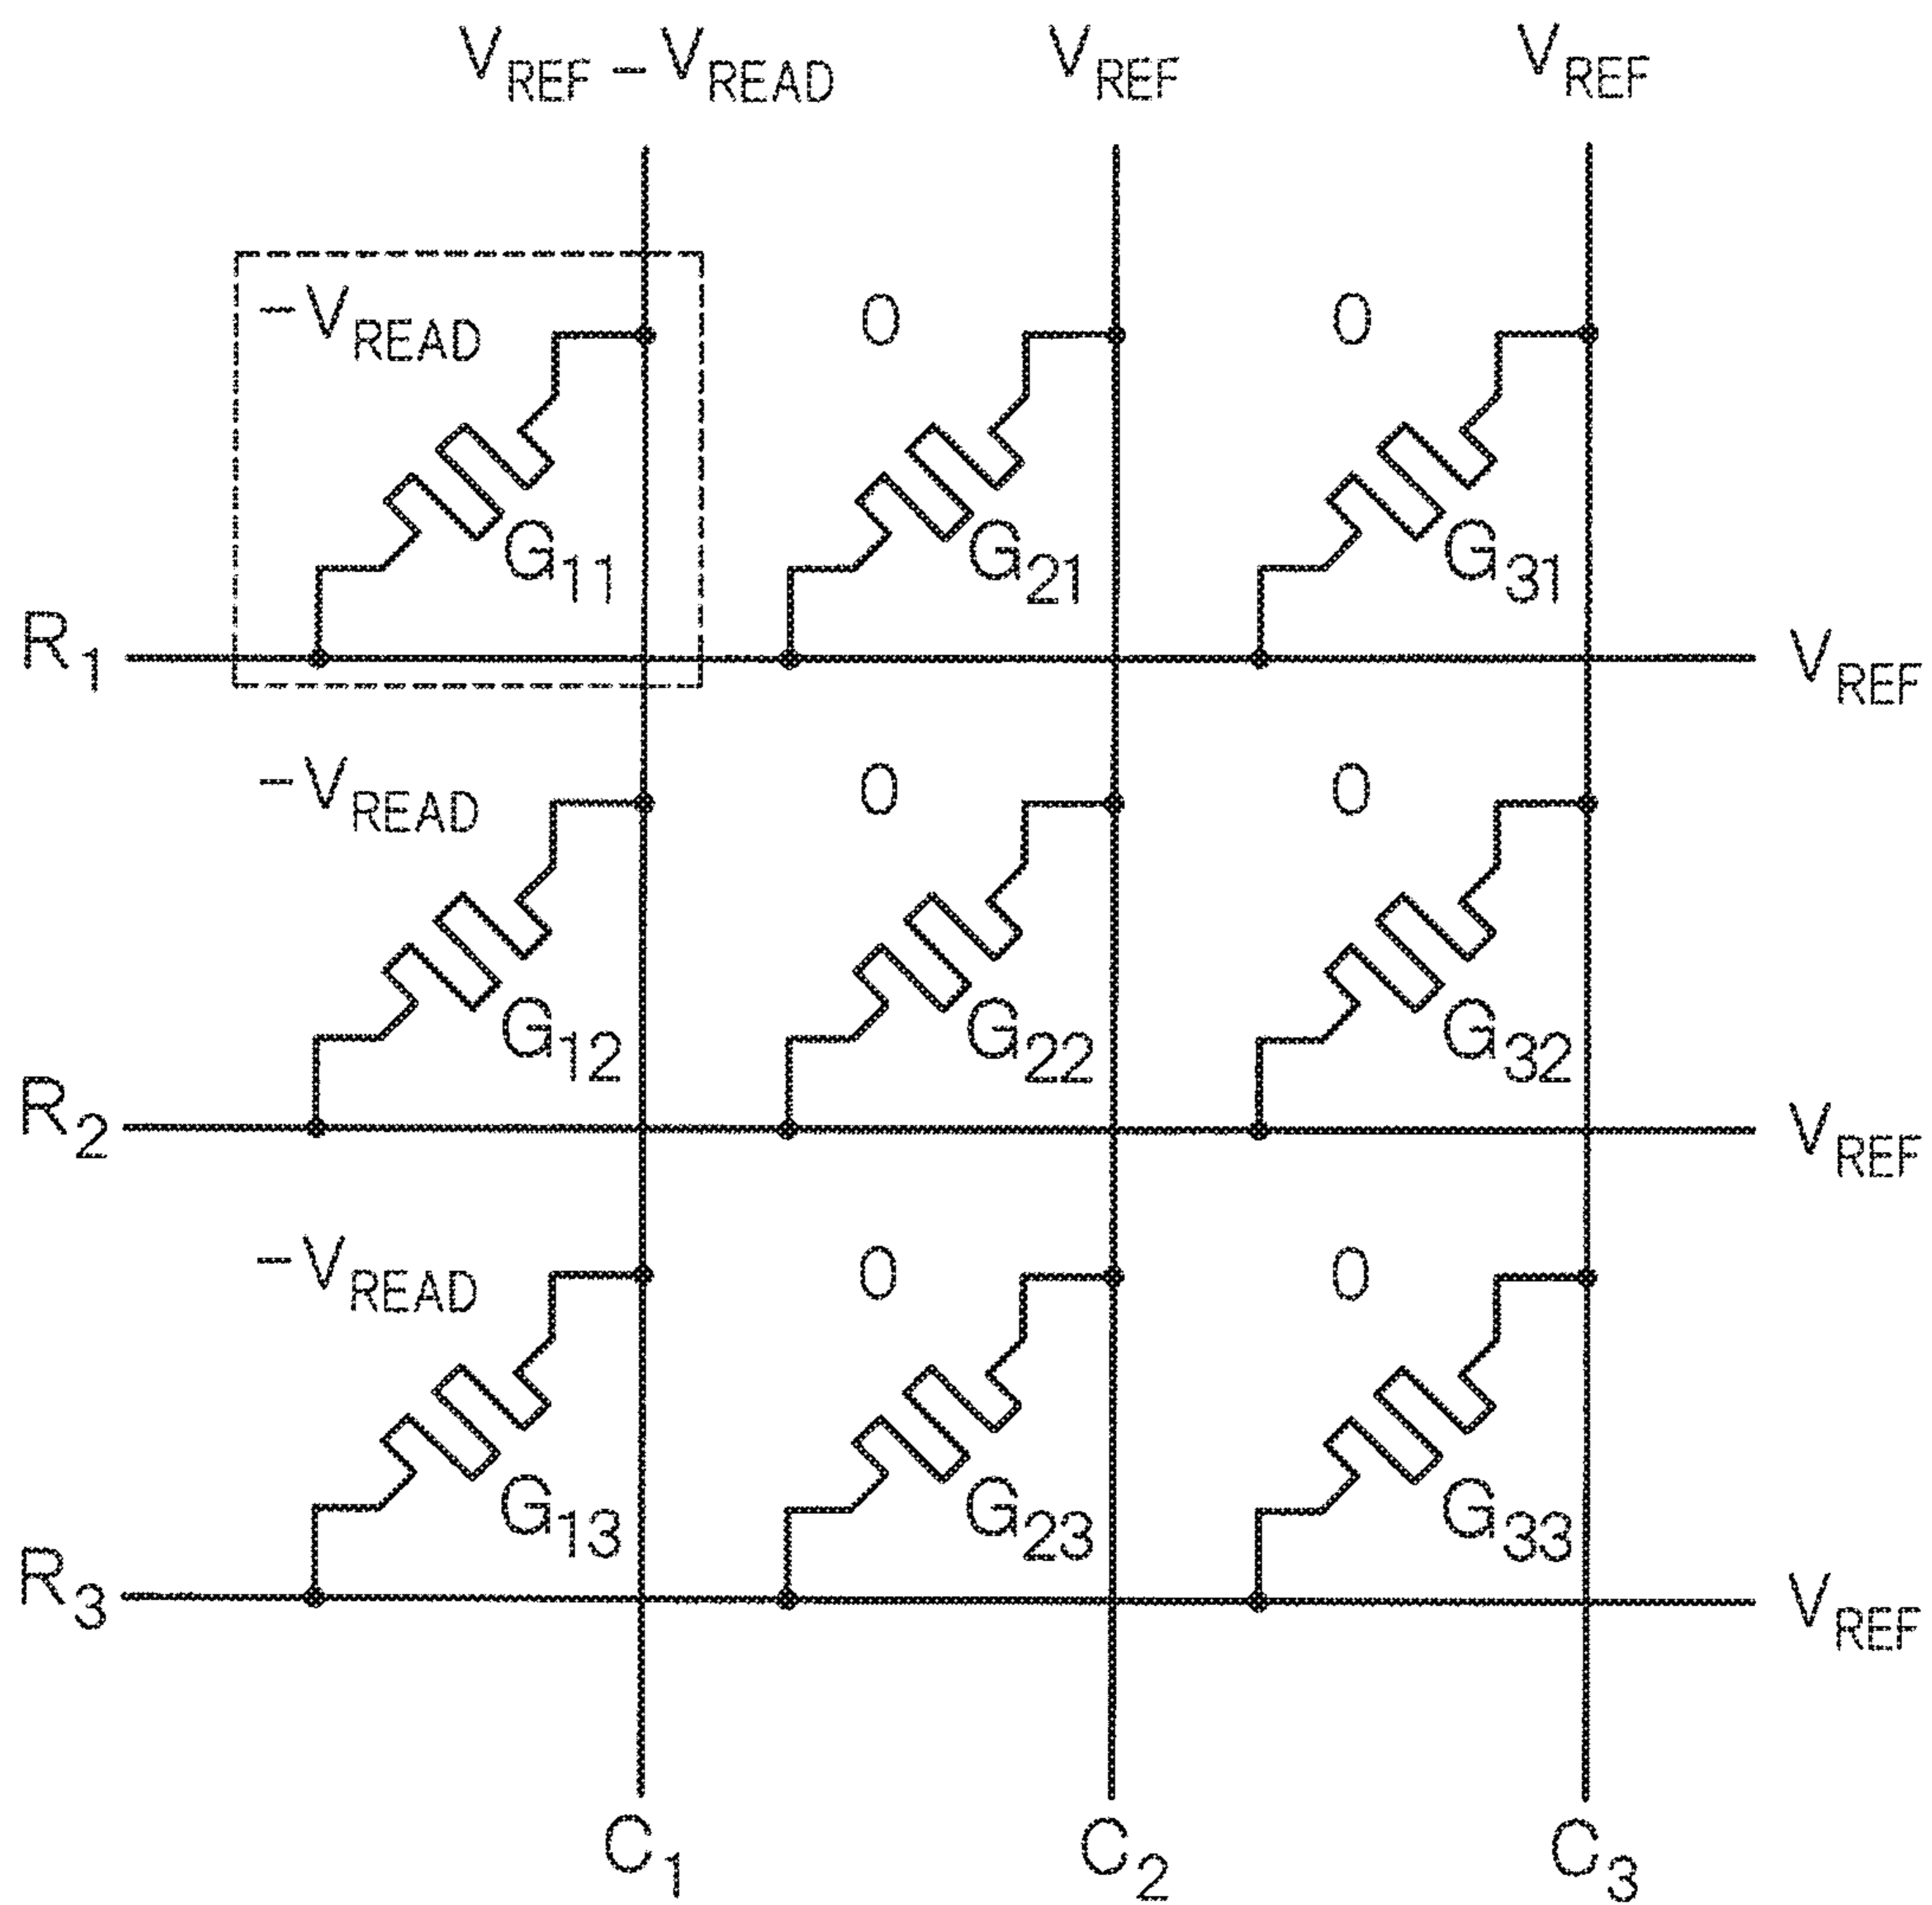 V_REF − V_READ V_REF V_REF
−V_READ 0 0
G_11 G_21 G_31
R_1 V_REF
−V_READ 0 0
G_12 G_22 G_32
R_2 V_REF
−V_READ 0 0
G_13 G_23 G_33
R_3 V_REF
C_1 C_2 C_3